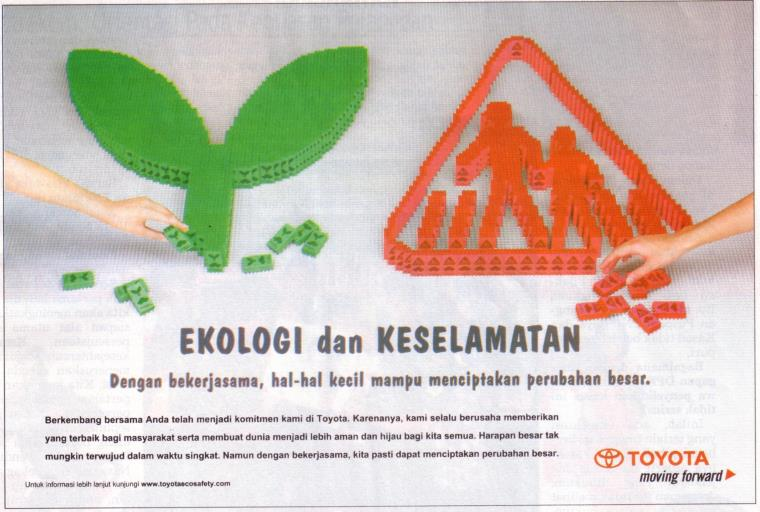 EKOLOGI dan KESELAMATAN
Dengan bekerjasama, hal-hal kecil mampu menciptakan perubahan besar.
Berkembang bersama Anda telah menjadi komitmen kami di Toyota. Karenanya, kami selalu berusaha memberikan
yang terbaik bagi masyarakat serta membuat dunia menjadi lebih aman dan hijau bagi kita semua. Harapan besar tak
mungkin terwujud dalam waktu singkat. Namun dengan bekerjasama, kita pasti dapat menciptakan perubahan besar.
TOYOTA
moving forward
Untuk informasi lebih lanjut kunjungi www.toyotaecosafety.com